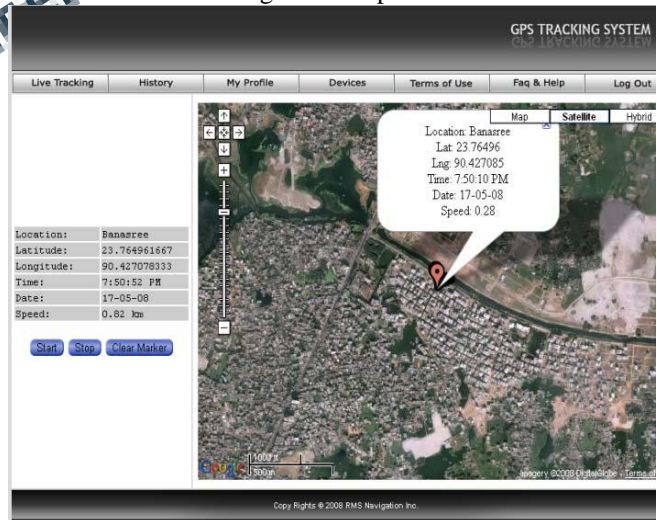 GPS TRACKING SYSTEM
Live Tracking History My Profile Devices Terms of Use Faq & Help Log Out
Map Satellite Hybrid
Location: Banasree
Lat: 23.76496
Lng: 90.427085
Time: 7:50:10 PM
Date: 17-05-08
Speed: 0.28
Location: Banasree
Latitude: 23.764961667
Longitude: 90.427078333
Time: 7:50:52 PM
Date: 17-05-08
Speed: 0.82 km
Start Stop Clear Marker
1000 ft
500 m
Google
Imagery ©2008 DigitalGlobe - Terms of
Copy Rights © 2008 RMS Navigation Inc.